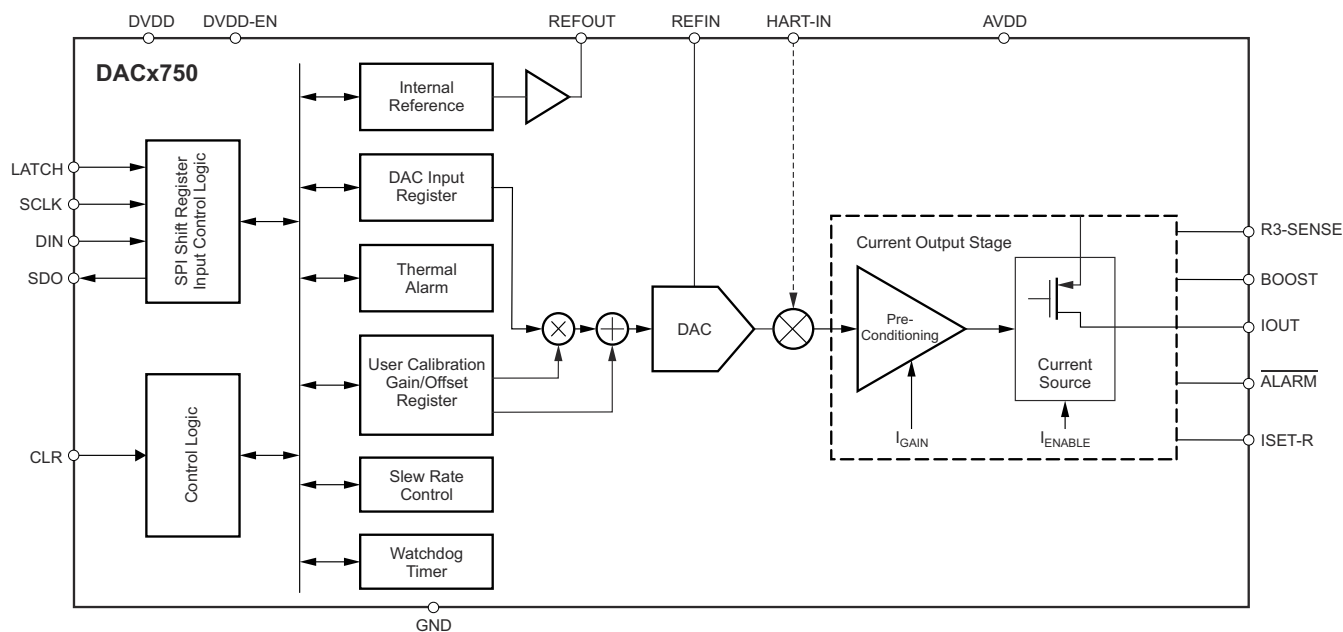 DVDD
DVDD-EN
REFOUT
REFIN
HART-IN
AVDD
DACx750
Internal
Reference
LATCH
SCLK
DIN
SDO
SPI Shift Register
Input Control Logic
DAC Input
Register
Thermal
Alarm
User Calibration
Gain/Offset
Register
DAC
Current Output Stage
Pre-
Conditioning
Current
Source
IGAIN
IENABLE
R3-SENSE
BOOST
IOUT
ALARM
ISET-R
CLR
Control Logic
Slew Rate
Control
Watchdog
Timer
GND